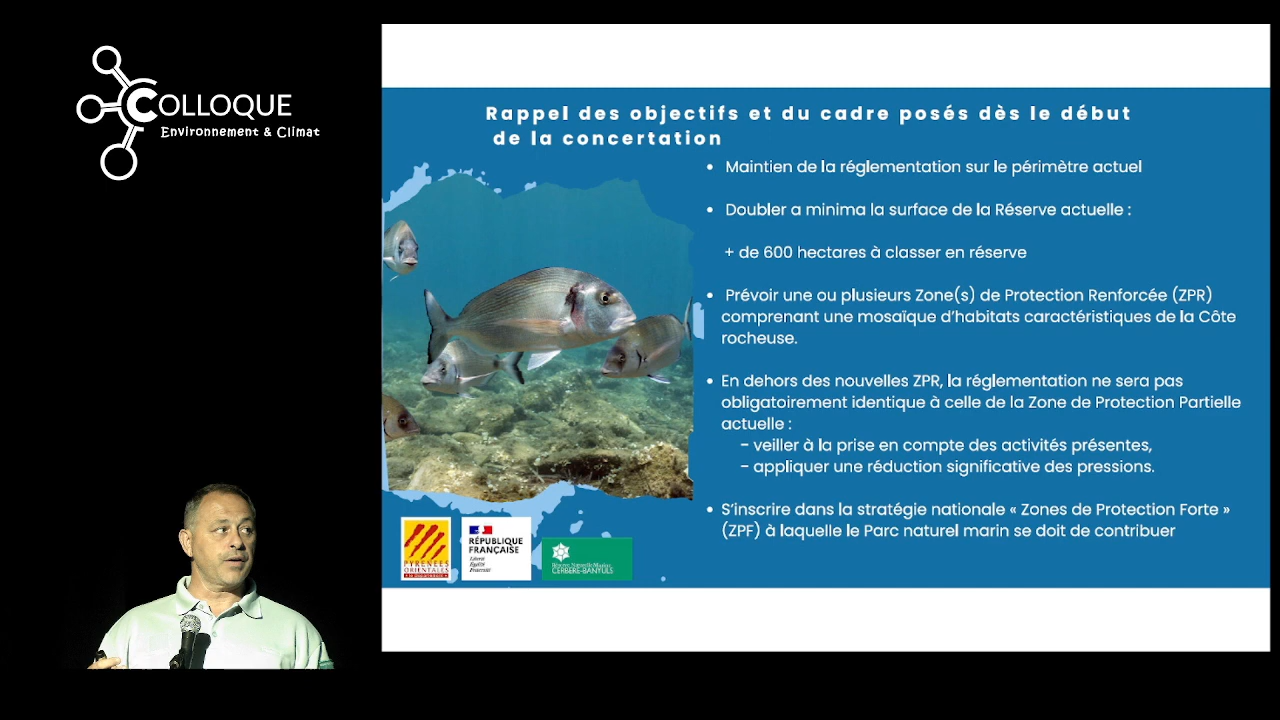 COLLOQUE
Environnement & Climat
Rappel des objectifs et du cadre posés dès le début
de la concertation
• Maintien de la réglementation sur le périmètre actuel
• Doubler a minima la surface de la Réserve actuelle :
+ de 600 hectares à classer en réserve
• Prévoir une ou plusieurs Zone(s) de Protection Renforcée (ZPR)
comprenant une mosaïque d'habitats caractéristiques de la Côte
rocheuse.
• En dehors des nouvelles ZPR, la réglementation ne sera pas
obligatoirement identique à celle de la Zone de Protection Partielle
actuelle :
- veiller à la prise en compte des activités présentes,
- appliquer une réduction significative des pressions.
• S'inscrire dans la stratégie nationale « Zones de Protection Forte »
(ZPF) à laquelle le Parc naturel marin se doit de contribuer
PYRÉNÉES
ORIENTALES
RÉPUBLIQUE
FRANÇAISE
Liberté
Égalité
Fraternité
CERBÈRE-BANYULS